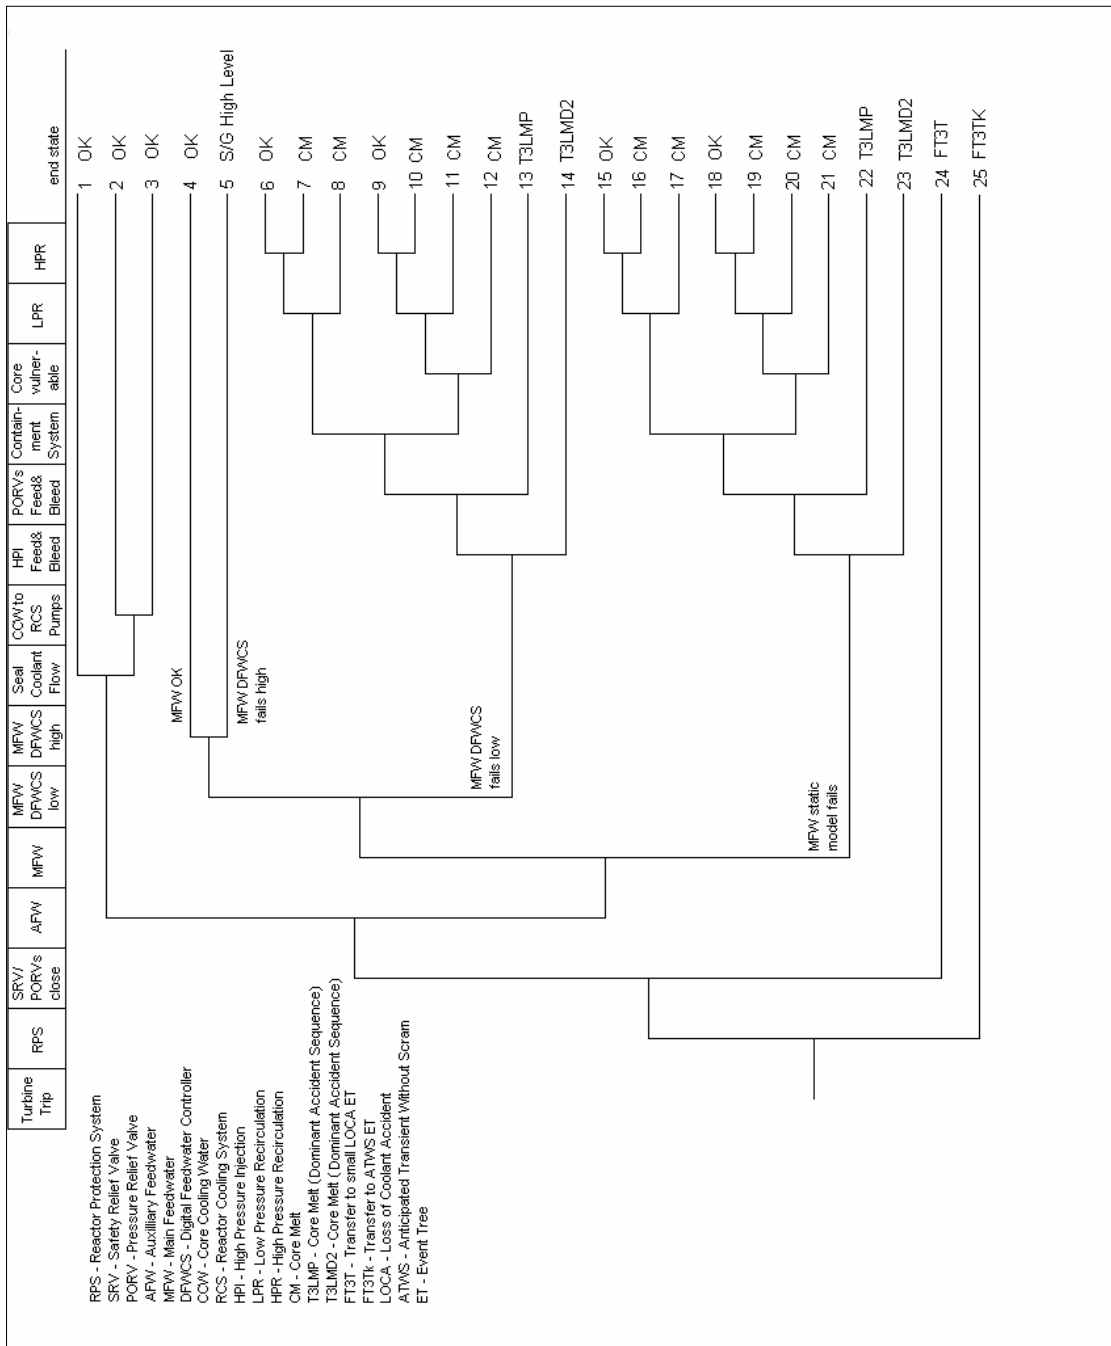 Turbine
Trip
RPS
SRV/
PORVs
close
AFW
MFW
MFW
DFWCS
low
MFW
DFWCS
high
Seal
Coolant
Flow
CCW to
RCS
Pumps
HPI
Feed&
Bleed
PORVs
Feed&
Bleed
Contain-
ment
System
Core
vulner-
able
LPR
HPR
end state
1 OK
2 OK
3 OK
MFW OK
4 OK
5 S/G High Level
MFW DFWCS
fails high
6 OK
7 CM
8 CM
9 OK
10 CM
11 CM
12 CM
13 T3LMP
14 T3LMD2
MFW DFWCS
fails low
15 OK
16 CM
17 CM
18 OK
19 CM
20 CM
21 CM
22 T3LMP
23 T3LMD2
MFW static
model fails
24 FT3T
25 FT3TK
RPS - Reactor Protection System
SRV - Safety Relief Valve
PORV - Pressure Relief Valve
AFW - Auxilliary Feedwater
MFW - Main Feedwater
DFWCS - Digital Feedwater Controller
CCW - Core Cooling Water
RCS - Reactor Cooling System
HPI - High Pressure Injection
LPR - Low Pressure Recirculation
HPR - High Pressure Recirculation
CM - Core Melt
T3LMP - Core Melt (Dominant Accident Sequence)
T3LMD2 - Core Melt ( Dominant Accident Sequence)
FT3T - Transfer to small LOCA ET
FT3Tk - Transfer to ATWS ET
LOCA - Loss of Coolant Accident
ATWS - Anticipated Transient Without Scram
ET - Event Tree